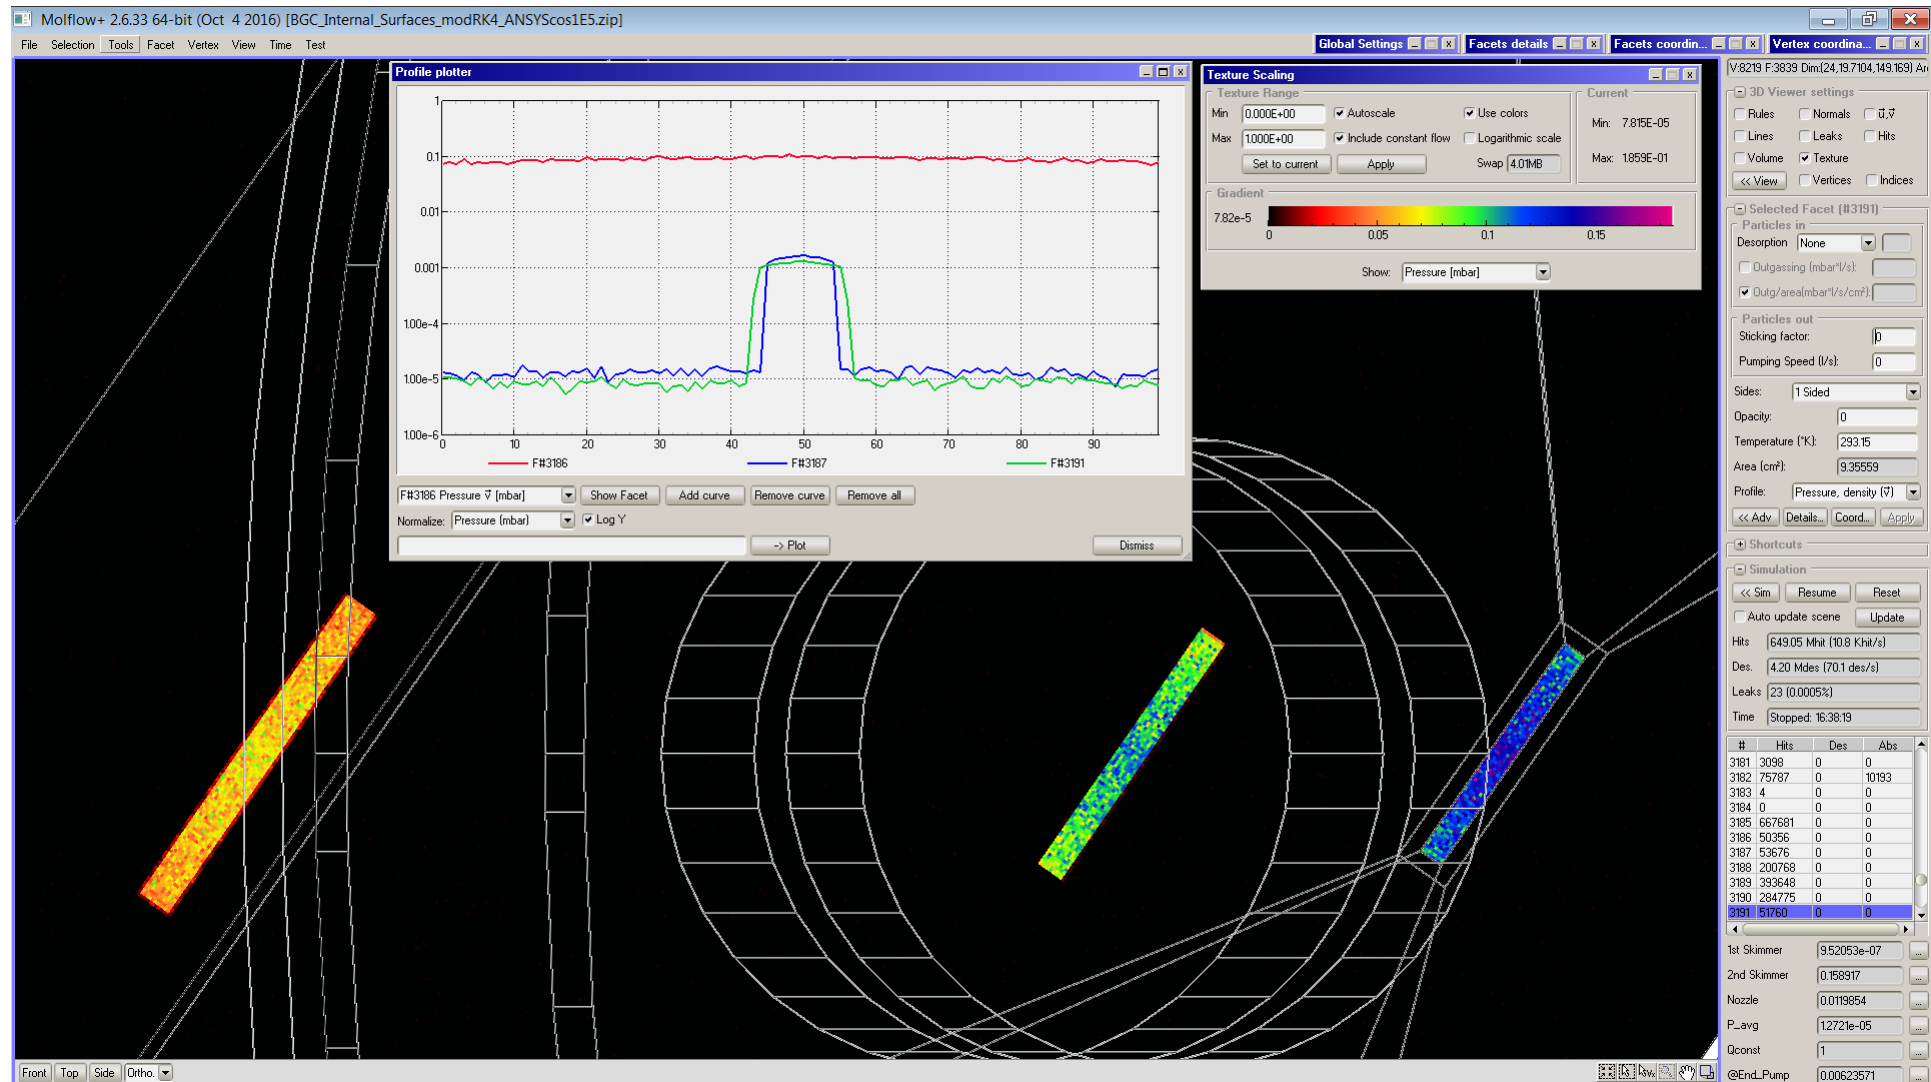 Molflow+ 2.6.33 64-bit (Oct 4 2016) [BGC_Internal_Surfaces_modRK4_ANSYScos1E5.zip]
File Selection Tools Facet Vertex View Time Test
Global Settings
Facets details
Facets coordin...
Vertex coordina...
Profile plotter
1
0.1
0.01
0.001
1.00e-4
1.00e-5
1.00e-6
0 10 20 30 40 50 60 70 80 90
F#3186 F#3187 F#3191
F#3186 Pressure v⃗ [mbar] Show Facet Add curve Remove curve Remove all
Normalize: Pressure (mbar) Log Y
-> Plot Dismiss
Texture Scaling
Texture Range
Min 0.000E+00 Autoscale Use colors
Max 1.000E+00 Include constant flow Logarithmic scale
Set to current Apply Swap 4.01MB
Current
Min: 7.815E-05
Max: 1.859E-01
Gradient
7.82e-5
0 0.05 0.1 0.15
Show: Pressure [mbar]
V:8219 F:3839 Dim:(24,19.7104,149.169) Ar
3D Viewer settings
Rules Normals u⃗,v⃗
Lines Leaks Hits
Volume Texture
<< View Vertices Indices
Selected Facet (#3191)
Particles in
Desorption None
Outgassing (mbar*l/s):
Outg/area(mbar*l/s/cm²):
Particles out
Sticking factor: 0
Pumping Speed (l/s): 0
Sides: 1 Sided
Opacity: 0
Temperature (°K): 293.15
Area (cm²): 9.35559
Profile: Pressure, density (v⃗)
<< Adv Details... Coord... Apply
Shortcuts
Simulation
<< Sim Resume Reset
Auto update scene Update
Hits 649.05 Mhit (10.8 Khit/s)
Des. 4.20 Mdes (70.1 des/s)
Leaks 23 (0.0005%)
Time Stopped: 16:38:19
# Hits Des Abs
3181 3098 0 0
3182 75787 0 10193
3183 4 0 0
3184 0 0 0
3185 667681 0 0
3186 50356 0 0
3187 53676 0 0
3188 200768 0 0
3189 393648 0 0
3190 284775 0 0
3191 51760 0 0
1st Skimmer 9.52053e-07 ...
2nd Skimmer 0.158917 ...
Nozzle 0.0119854 ...
P_avg 1.2721e-05 ...
Qconst 1 ...
@End_Pump 0.00623571 ...
Front Top Side Ortho.